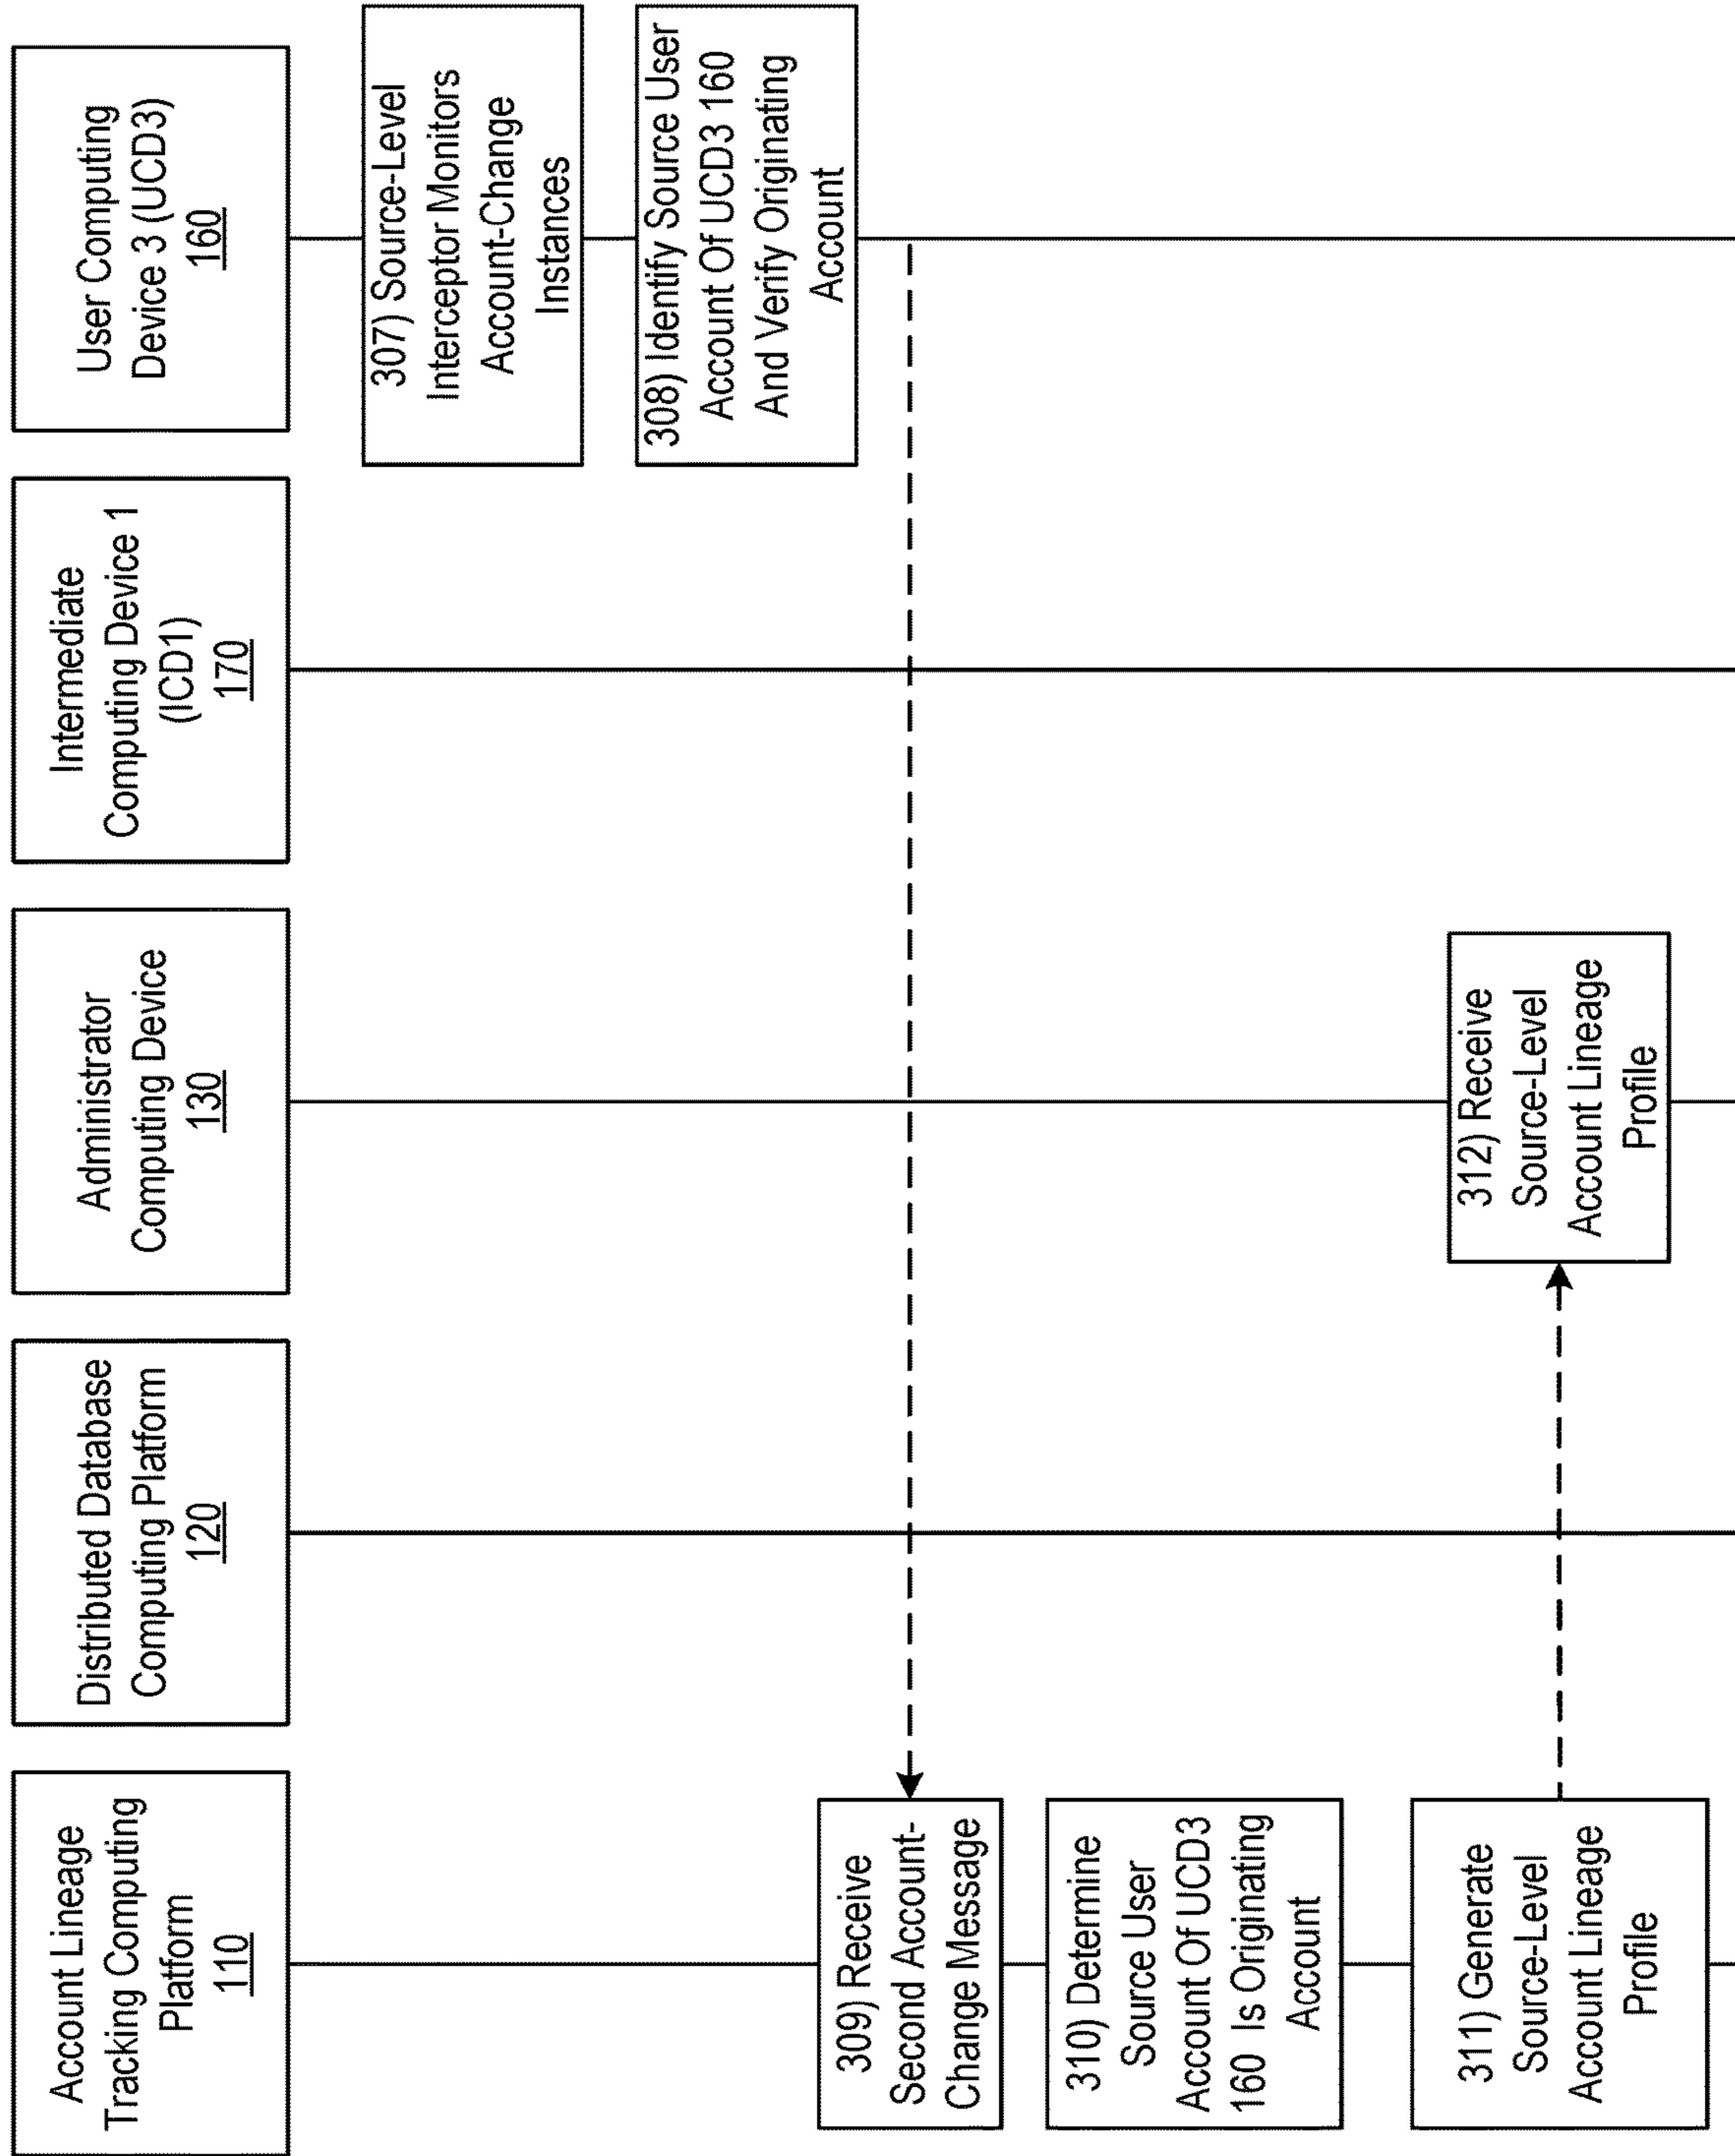 Account Lineage
Tracking Computing
Platform
110
Distributed Database
Computing Platform
120
Administrator
Computing Device
130
Intermediate
Computing Device 1
(ICD1)
170
User Computing
Device 3 (UCD3)
160
307) Source-Level
Interceptor Monitors
Account-Change
Instances
308) Identify Source User
Account Of UCD3 160
And Verify Originating
Account
309) Receive
Second Account-
Change Message
310) Determine
Source User
Account Of UCD3
160 Is Originating
Account
311) Generate
Source-Level
Account Lineage
Profile
312) Receive
Source-Level
Account Lineage
Profile